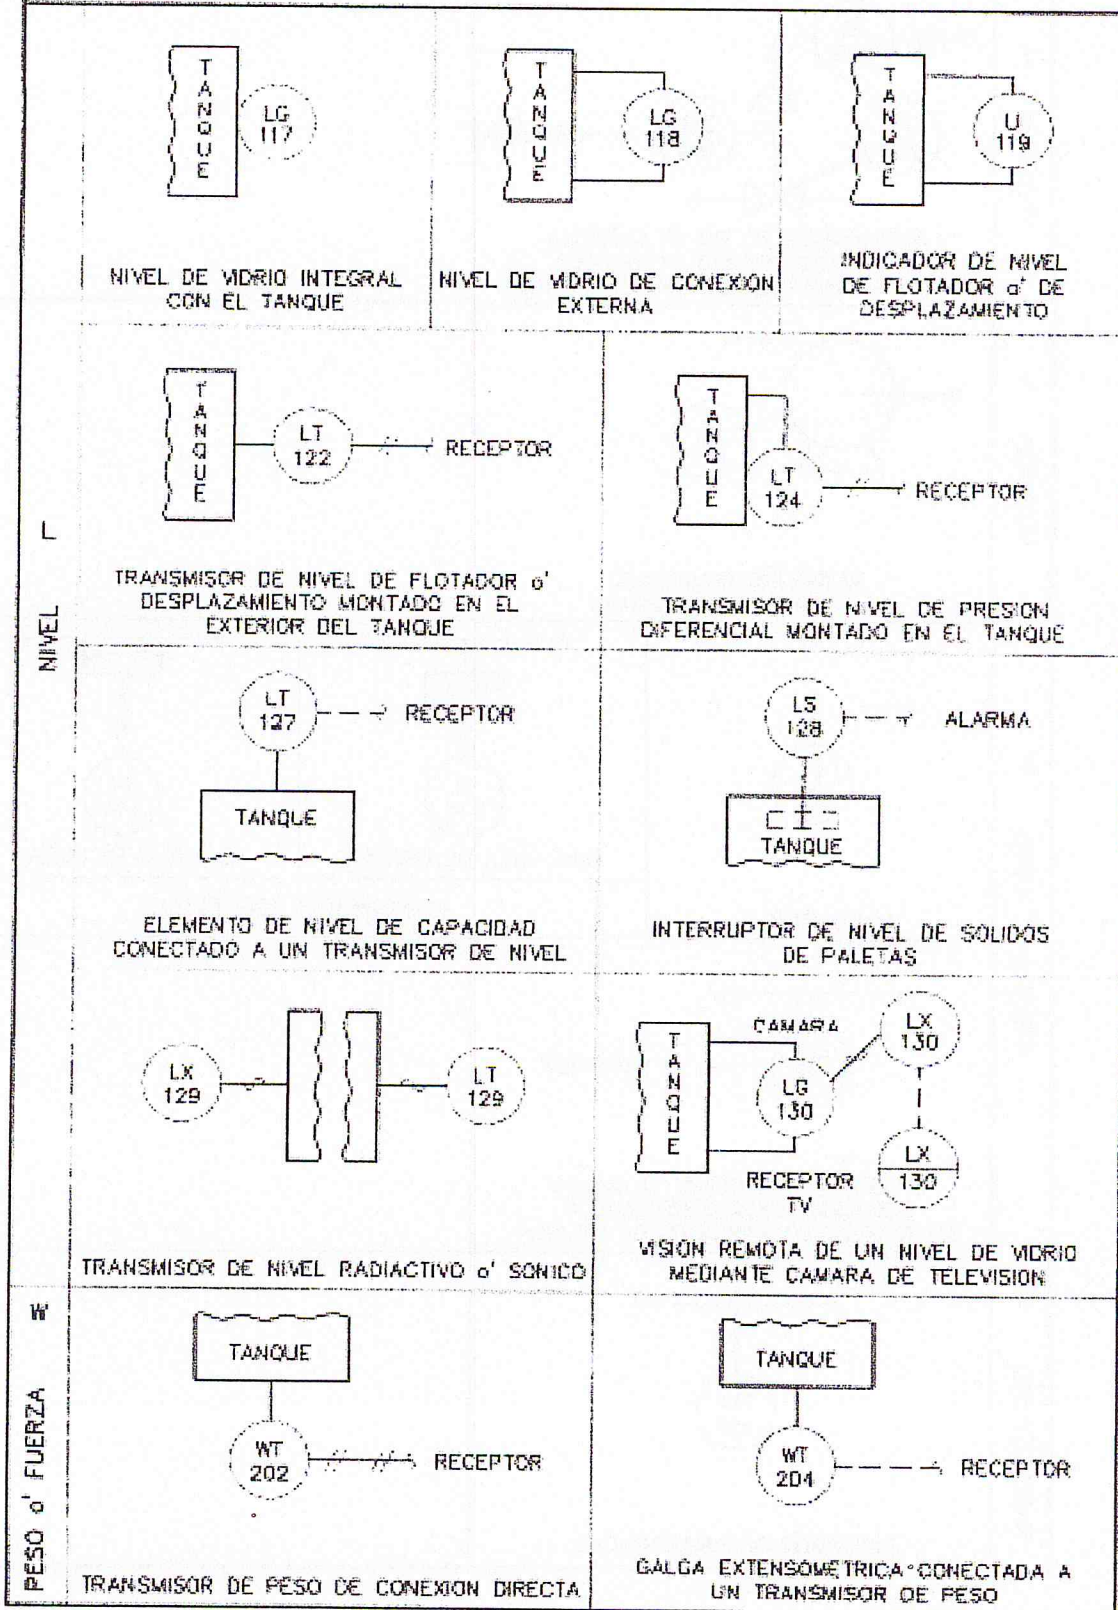 NIVEL L
TANQUE
LG
117
NIVEL DE VIDRIO INTEGRAL
CON EL TANQUE
TANQUE
LG
118
NIVEL DE VIDRIO DE CONEXION
EXTERNA
TANQUE
LI
119
INDICADOR DE NIVEL
DE FLOTADOR o' DE
DESPLAZAMIENTO
TANQUE
LT
122
RECEPTOR
TRANSMISOR DE NIVEL DE FLOTADOR o'
DESPLAZAMIENTO MONTADO EN EL
EXTERIOR DEL TANQUE
TANQUE
LT
124
RECEPTOR
TRANSMISOR DE NIVEL DE PRESION
DIFERENCIAL MONTADO EN EL TANQUE
LT
127
RECEPTOR
TANQUE
ELEMENTO DE NIVEL DE CAPACIDAD
CONECTADO A UN TRANSMISOR DE NIVEL
LS
128
ALARMA
TANQUE
INTERRUPTOR DE NIVEL DE SOLIDOS
DE PALETAS
LX
129
LT
129
TRANSMISOR DE NIVEL RADIACTIVO o' SONICO
TANQUE
CAMARA
LG
130
LX
130
LX
130
RECEPTOR
TV
VISION REMOTA DE UN NIVEL DE VIDRIO
MEDIANTE CAMARA DE TELEVISION
PESO o' FUERZA W
TANQUE
WT
202
RECEPTOR
TRANSMISOR DE PESO DE CONEXION DIRECTA
TANQUE
WT
204
RECEPTOR
GALGA EXTENSOMETRICA CONECTADA A
UN TRANSMISOR DE PESO